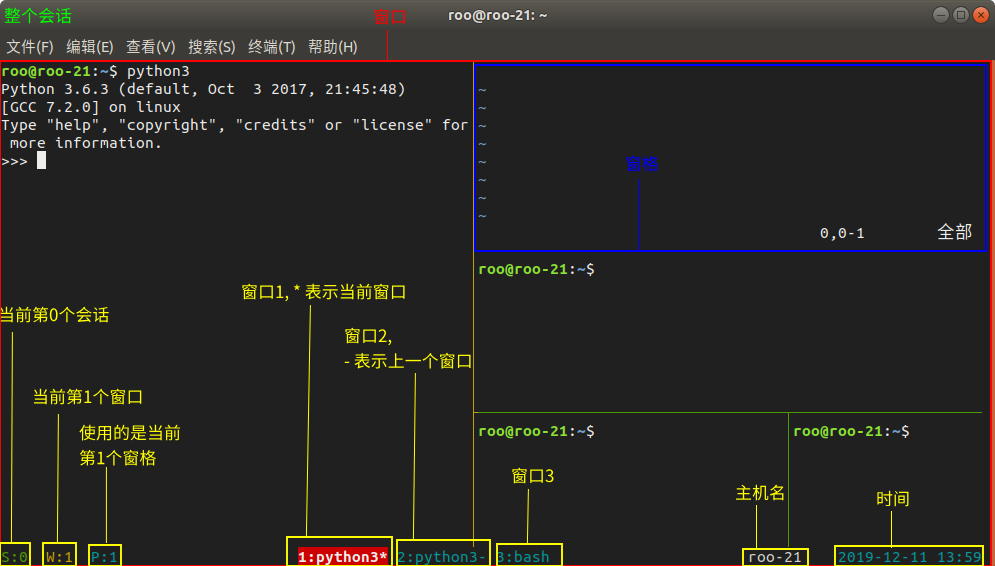 整个会话
窗口
roo@roo-21: ~
文件(F) 编辑(E) 查看(V) 搜索(S) 终端(T) 帮助(H)
roo@roo-21:~$ python3
Python 3.6.3 (default, Oct  3 2017, 21:45:48)
[GCC 7.2.0] on linux
Type "help", "copyright", "credits" or "license" for
 more information.
>>>
~
~
~
~
~
~
~
~
窗格
0,0-1 全部
roo@roo-21:~$
窗口1, * 表示当前窗口
当前第0个会话
窗口2,
- 表示上一个窗口
当前第1个窗口
使用的是当前
第1个窗格
roo@roo-21:~$
roo@roo-21:~$
窗口3
主机名
时间
S:0 W:1 P:1 1:python3* 2:python3- 3:bash roo-21 2019-12-11 13:59